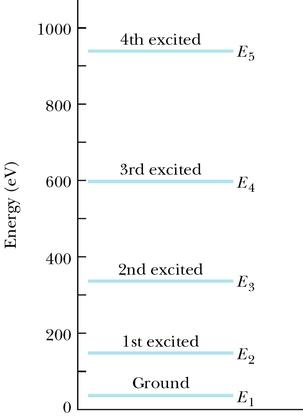 1000
4th excited
E5
800
3rd excited
600
E4
Energy (eV)
400
2nd excited
E3
200
1st excited
E2
Ground
E1
0